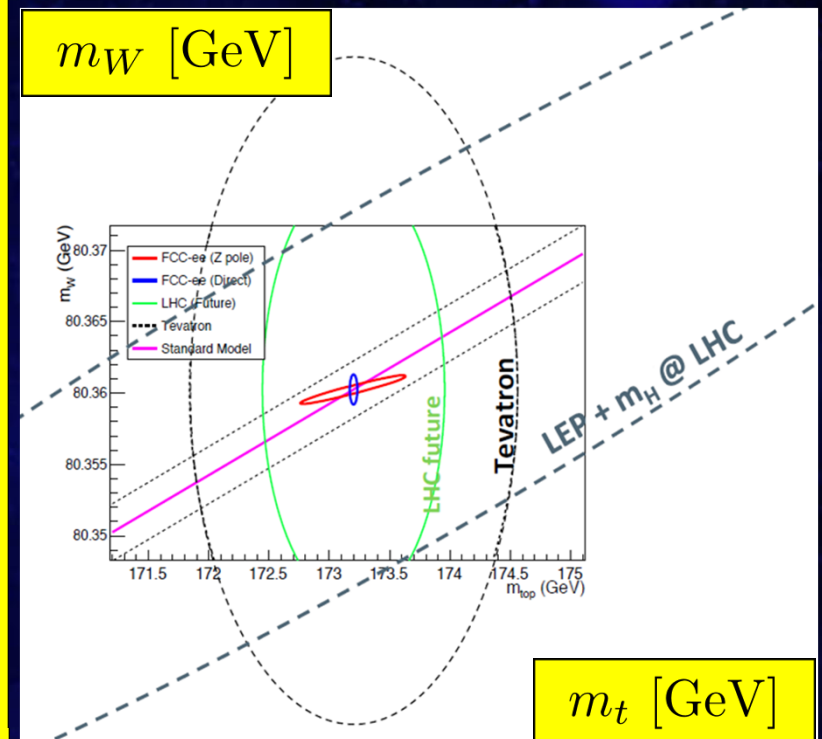 m_W [GeV]
m_W (GeV)
80.37
80.365
80.36
80.355
80.35
FCC-ee (Z pole)
FCC-ee (Direct)
LHC (Future)
Tevatron
Standard Model
LHC future
Tevatron
LEP + m_H @ LHC
171.5 172 172.5 173 173.5 174 174.5 175
m_top (GeV)
m_t [GeV]